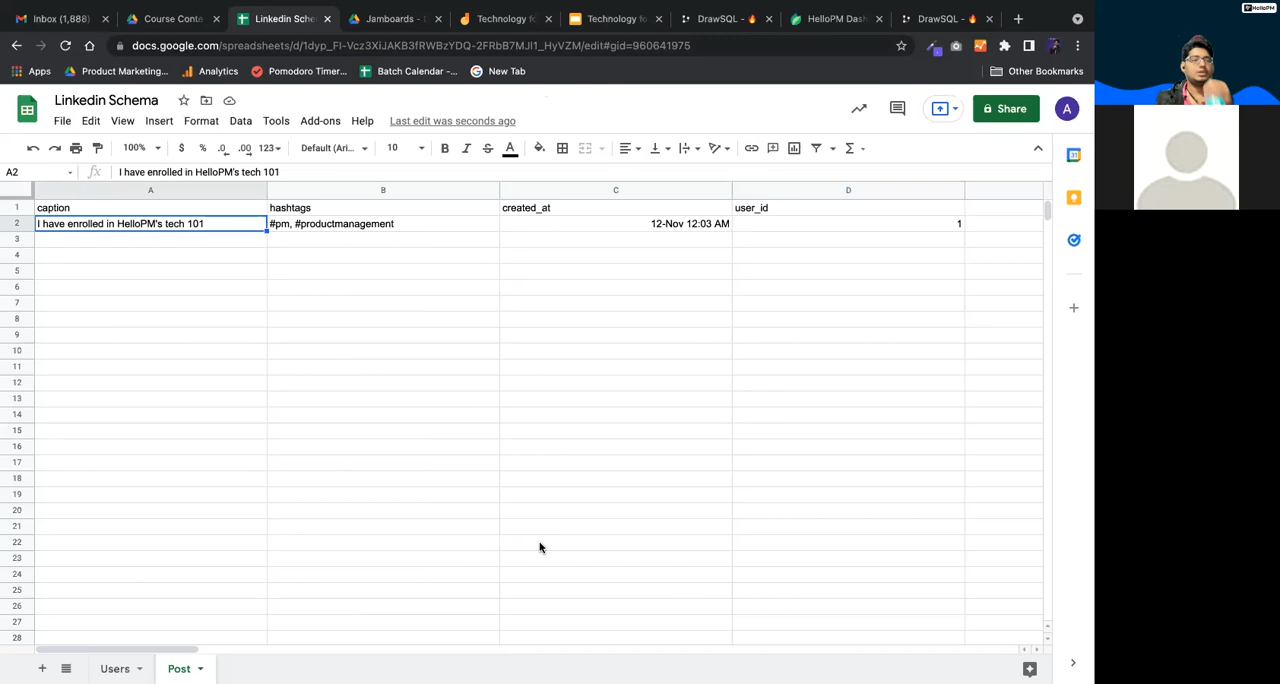 Inbox (1,888)
Course Conte
Linkedin Sche
Jamboards -
Technology fo
Technology fo
DrawSQL -
HelloPM Dash
DrawSQL -
docs.google.com/spreadsheets/d/1dyp_FI-Vcz3XiJAKB3fRWBzYDQ-2FRbB7MJl1_HyVZM/edit#gid=960641975
Apps
Product Marketing...
Analytics
Pomodoro Timer...
Batch Calendar -...
New Tab
Other Bookmarks
HelloPM
Linkedin Schema
File Edit View Insert Format Data Tools Add-ons Help Last edit was seconds ago
Share
A
100% $ % .0 .00 123 Default (Ari... 10 B I S A
A2 fx I have enrolled in HelloPM's tech 101
A B C D
1 caption hashtags created_at user_id
2 I have enrolled in HelloPM's tech 101 #pm, #productmanagement 12-Nov 12:03 AM 1
3
4
5
6
7
8
9
10
11
12
13
14
15
16
17
18
19
20
21
22
23
24
25
26
27
28
Users Post